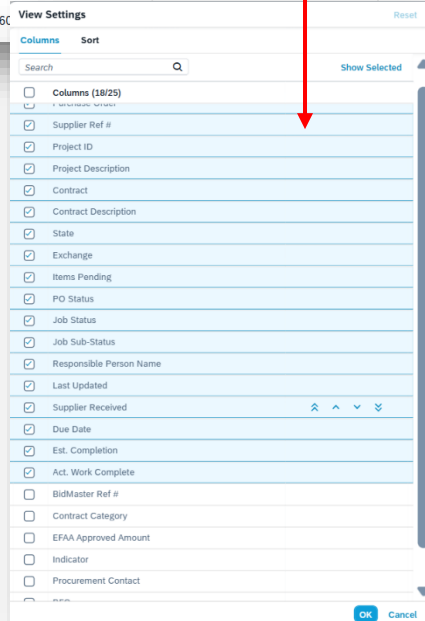 60
View Settings Reset
Columns Sort
Search Show Selected
Columns (18/25)
Purchase Order
Supplier Ref #
Project ID
Project Description
Contract
Contract Description
State
Exchange
Items Pending
PO Status
Job Status
Job Sub-Status
Responsible Person Name
Last Updated
Supplier Received
Due Date
Est. Completion
Act. Work Complete
BidMaster Ref #
Contract Category
EFAA Approved Amount
Indicator
Procurement Contact
OK Cancel